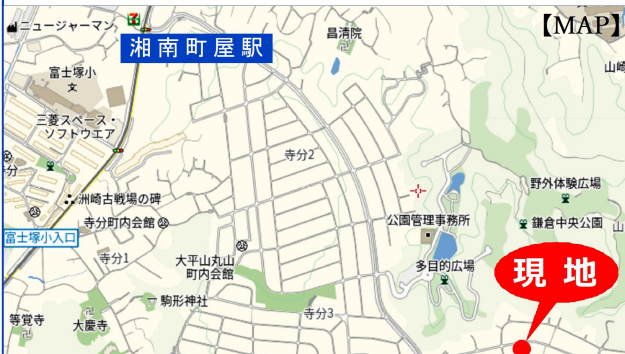 【MAP】
ニュージャーマン
湘南町屋駅
昌清院
山崎
富士塚小
文
三菱スペース・
ソフトウエア
寺分2
寺分
野外体験広場
洲崎古戦場の碑
寺分町内会館
公園管理事務所
鎌倉中央公園
山
富士塚小入口
寺分1
大平山丸山
町内会館
多目的広場
現地
駒形神社
寺分3
等覚寺
大慶寺